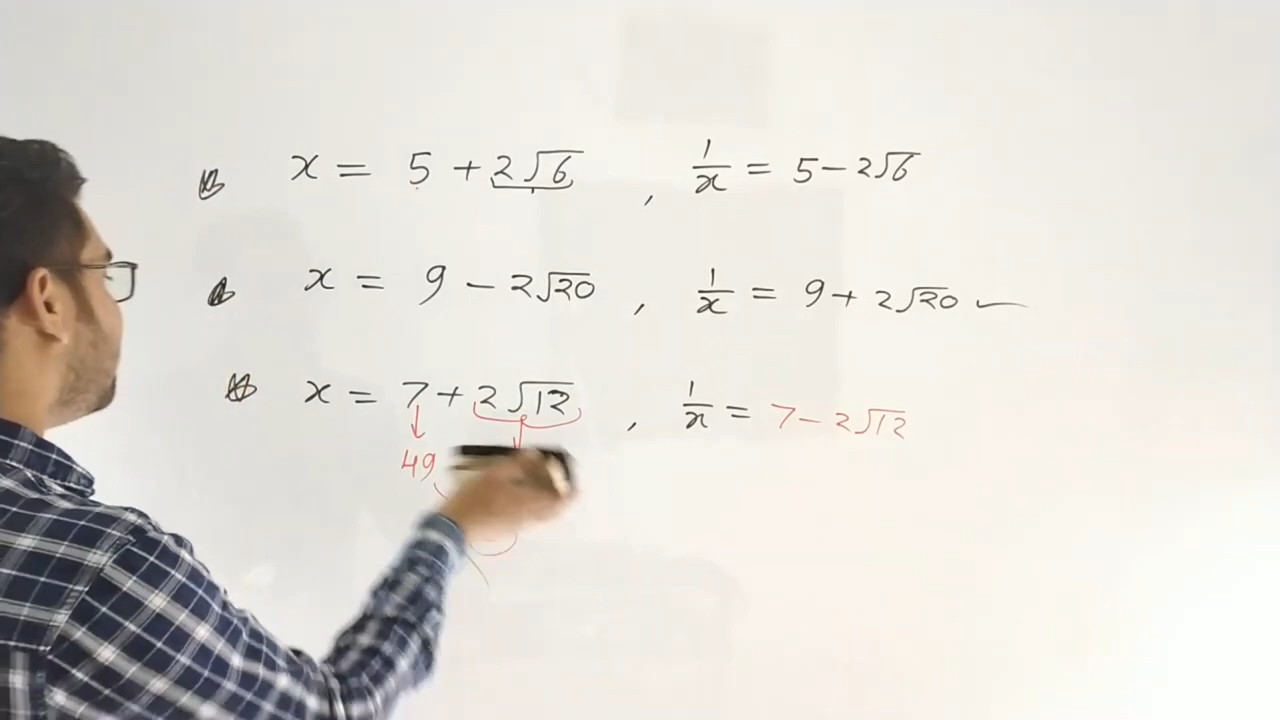 x = 5 + 2√6 , 1/x = 5 - 2√6
x = 9 - 2√20 , 1/x = 9 + 2√20
x = 7 + 2√12 , 1/x = 7 - 2√12
49